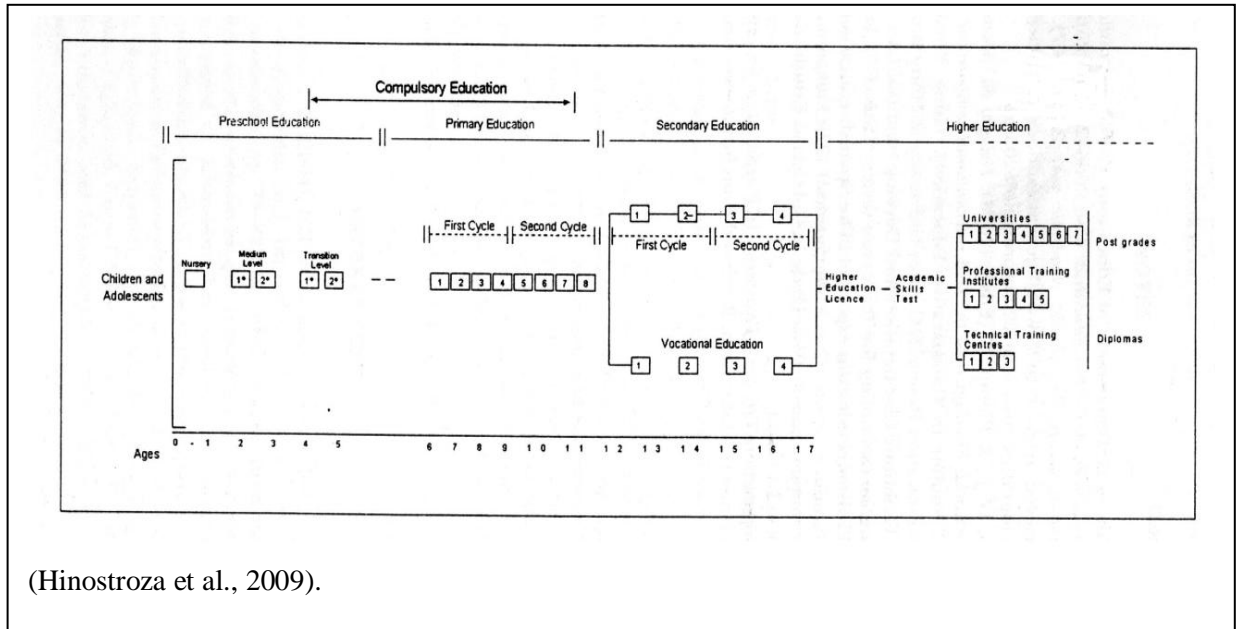 Compulsory Education
Preschool Education Primary Education Secondary Education Higher Education
1 2 3 4
Universities
First Cycle Second Cycle First Cycle Second Cycle
1 2 3 4 5 6 7
Post grades
Children and
Adolescents
Nursery
Medium
Level
1* 2*
Transition
Level
1* 2*
1 2 3 4 5 6 7 8
Higher
Education
Licence
Academic
Skills
Test
Professional Training
Institutes
1 2 3 4 5
Vocational Education
1 2 3 4
Technical Training
Centres
1 2 3
Diplomas
Ages
0 - 1 2 3 4 5 6 7 8 9 10 11 12 13 14 15 16 17
(Hinostroza et al., 2009).